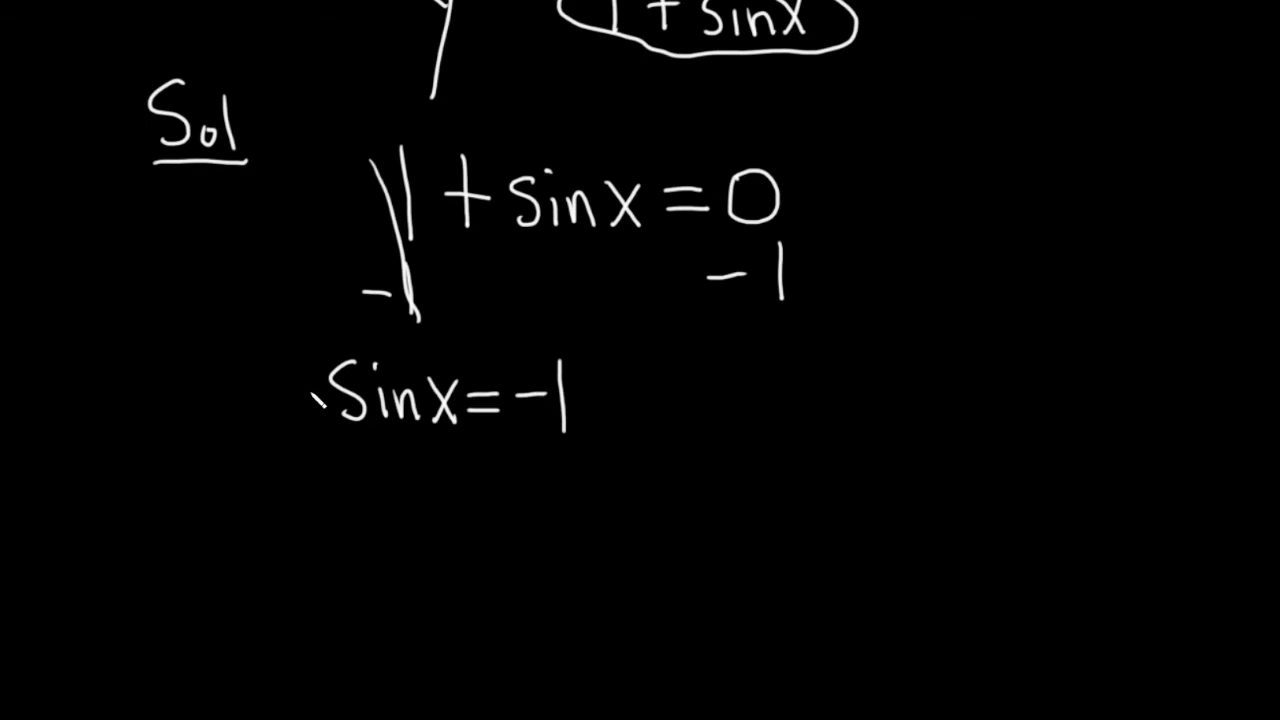 y 1 + sinx
Sol
1 + sinx = 0
-1 -1
sinx = -1